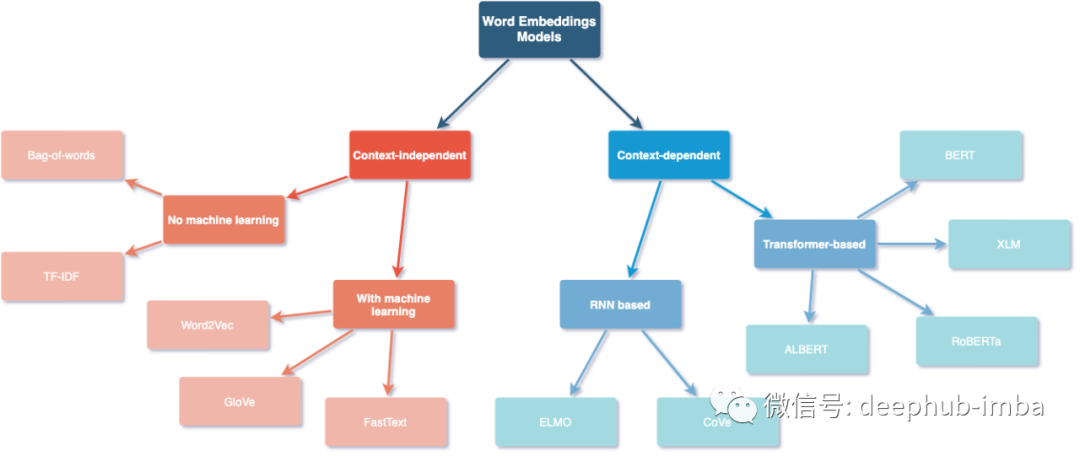 Word Embeddings
Models
Bag-of-words
Context-independent
Context-dependent
BERT
No machine learning
Transformer-based
XLM
TF-IDF
With machine
learning
RNN based
Word2Vec
ALBERT
RoBERTa
GloVe
FastText
ELMO
CoVe
微信号: deephub-imba